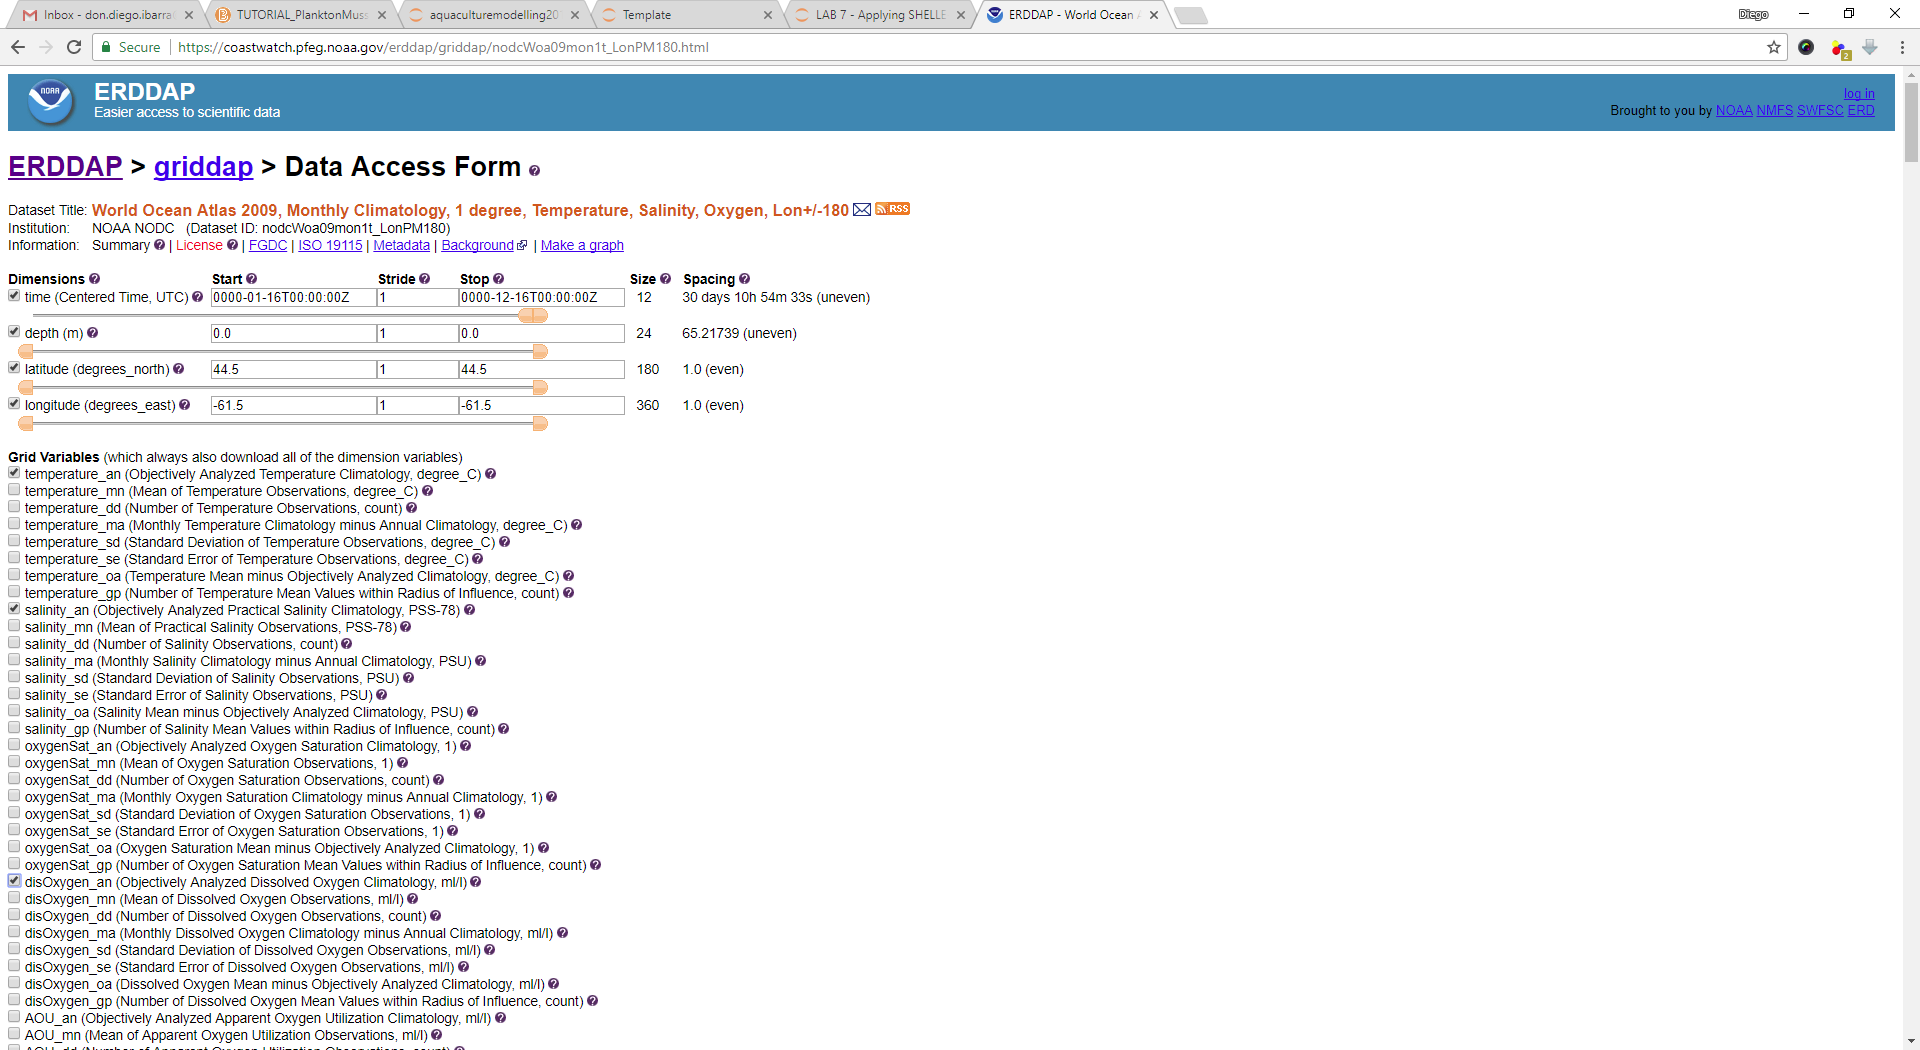 Inbox - don.diego.ibarra
TUTORIAL_PlanktonMuss
aquaculturemodelling20
Template
LAB 7 - Applying SHELLE
ERDDAP - World Ocean A
Diego
Secure | https://coastwatch.pfeg.noaa.gov/erddap/griddap/nodcWoa09mon1t_LonPM180.html
2
NOAA
ERDDAP
Easier access to scientific data
log in
Brought to you by NOAA NMFS SWFSC ERD
ERDDAP > griddap > Data Access Form ?
Dataset Title: World Ocean Atlas 2009, Monthly Climatology, 1 degree, Temperature, Salinity, Oxygen, Lon+/-180 RSS
Institution: NOAA NODC (Dataset ID: nodcWoa09mon1t_LonPM180)
Information: Summary ? | License ? | FGDC | ISO 19115 | Metadata | Background | Make a graph
Dimensions ? Start ? Stride ? Stop ? Size ? Spacing ?
time (Centered Time, UTC) ? 0000-01-16T00:00:00Z 1 0000-12-16T00:00:00Z 12 30 days 10h 54m 33s (uneven)
depth (m) ? 0.0 1 0.0 24 65.21739 (uneven)
latitude (degrees_north) ? 44.5 1 44.5 180 1.0 (even)
longitude (degrees_east) ? -61.5 1 -61.5 360 1.0 (even)
Grid Variables (which always also download all of the dimension variables)
temperature_an (Objectively Analyzed Temperature Climatology, degree_C) ?
temperature_mn (Mean of Temperature Observations, degree_C) ?
temperature_dd (Number of Temperature Observations, count) ?
temperature_ma (Monthly Temperature Climatology minus Annual Climatology, degree_C) ?
temperature_sd (Standard Deviation of Temperature Observations, degree_C) ?
temperature_se (Standard Error of Temperature Observations, degree_C) ?
temperature_oa (Temperature Mean minus Objectively Analyzed Climatology, degree_C) ?
temperature_gp (Number of Temperature Mean Values within Radius of Influence, count) ?
salinity_an (Objectively Analyzed Practical Salinity Climatology, PSS-78) ?
salinity_mn (Mean of Practical Salinity Observations, PSS-78) ?
salinity_dd (Number of Salinity Observations, count) ?
salinity_ma (Monthly Salinity Climatology minus Annual Climatology, PSU) ?
salinity_sd (Standard Deviation of Salinity Observations, PSU) ?
salinity_se (Standard Error of Salinity Observations, PSU) ?
salinity_oa (Salinity Mean minus Objectively Analyzed Climatology, PSU) ?
salinity_gp (Number of Salinity Mean Values within Radius of Influence, count) ?
oxygenSat_an (Objectively Analyzed Oxygen Saturation Climatology, 1) ?
oxygenSat_mn (Mean of Oxygen Saturation Observations, 1) ?
oxygenSat_dd (Number of Oxygen Saturation Observations, count) ?
oxygenSat_ma (Monthly Oxygen Saturation Climatology minus Annual Climatology, 1) ?
oxygenSat_sd (Standard Deviation of Oxygen Saturation Observations, 1) ?
oxygenSat_se (Standard Error of Oxygen Saturation Observations, 1) ?
oxygenSat_oa (Oxygen Saturation Mean minus Objectively Analyzed Climatology, 1) ?
oxygenSat_gp (Number of Oxygen Saturation Mean Values within Radius of Influence, count) ?
disOxygen_an (Objectively Analyzed Dissolved Oxygen Climatology, ml/l) ?
disOxygen_mn (Mean of Dissolved Oxygen Observations, ml/l) ?
disOxygen_dd (Number of Dissolved Oxygen Observations, count) ?
disOxygen_ma (Monthly Dissolved Oxygen Climatology minus Annual Climatology, ml/l) ?
disOxygen_sd (Standard Deviation of Dissolved Oxygen Observations, ml/l) ?
disOxygen_se (Standard Error of Dissolved Oxygen Observations, ml/l) ?
disOxygen_oa (Dissolved Oxygen Mean minus Objectively Analyzed Climatology, ml/l) ?
disOxygen_gp (Number of Dissolved Oxygen Mean Values within Radius of Influence, count) ?
AOU_an (Objectively Analyzed Apparent Oxygen Utilization Climatology, ml/l) ?
AOU_mn (Mean of Apparent Oxygen Utilization Observations, ml/l) ?
AOU_dd (Number of Apparent Oxygen Utilization Observations, count) ?